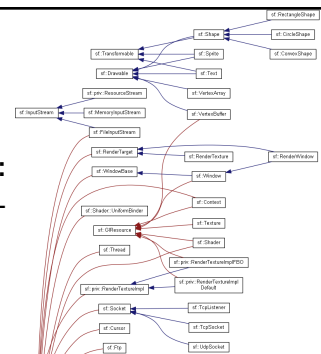 sf::RectangleShape
sf::Shape
sf::CircleShape
sf::Transformable
sf::Sprite
sf::ConvexShape
sf::Drawable
sf::Text
sf::priv::ResourceStream
sf::VertexArray
sf::InputStream
sf::MemoryInputStream
sf::VertexBuffer
sf::FileInputStream
sf::RenderTarget
sf::RenderTexture
sf::RenderWindow
sf::WindowBase
sf::Window
sf::Context
sf::Shader::UniformBinder
sf::Texture
sf::GlResource
sf::Shader
sf::Thread
sf::priv::RenderTextureImplFBO
sf::priv::RenderTextureImpl
sf::priv::RenderTextureImpl
Default
sf::Socket
sf::TcpListener
sf::Cursor
sf::TcpSocket
sf::Ftp
sf::UdpSocket